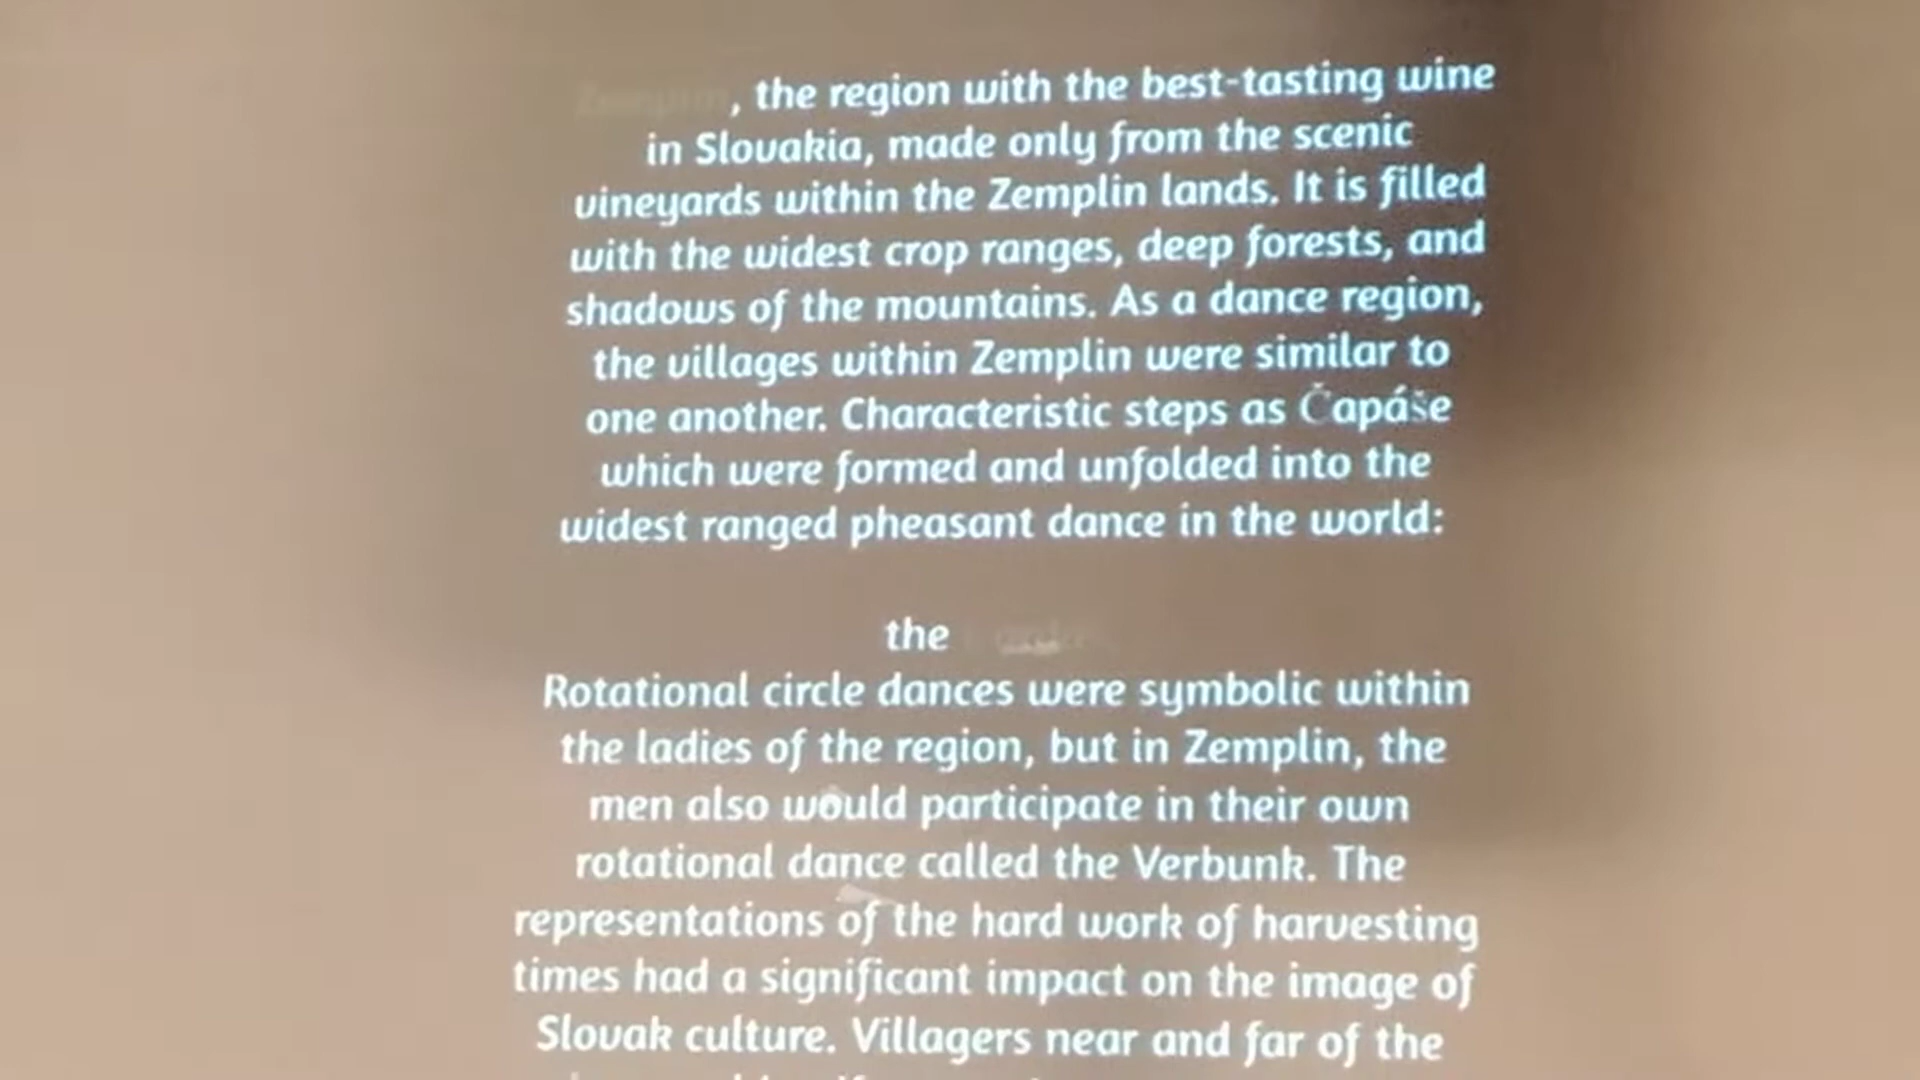 , the region with the best-tasting wine
in Slovakia, made only from the scenic
vineyards within the Zemplin lands. It is filled
with the widest crop ranges, deep forests, and
shadows of the mountains. As a dance region,
the villages within Zemplin were similar to
one another. Characteristic steps as Čapáše
which were formed and unfolded into the
widest ranged pheasant dance in the world:
the
Rotational circle dances were symbolic within
the ladies of the region, but in Zemplin, the
men also would participate in their own
rotational dance called the Verbunk. The
representations of the hard work of harvesting
times had a significant impact on the image of
Slovak culture. Villagers near and far of the